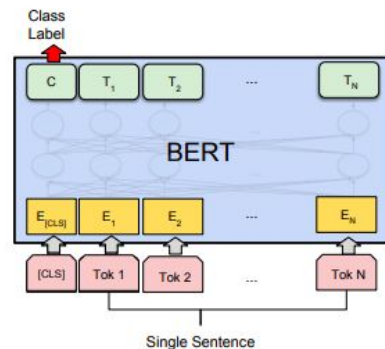 Class
Label
C T1 T2 ... TN
BERT
E[CLS] E1 E2 ... EN
[CLS] Tok 1 Tok 2 ... Tok N
Single Sentence